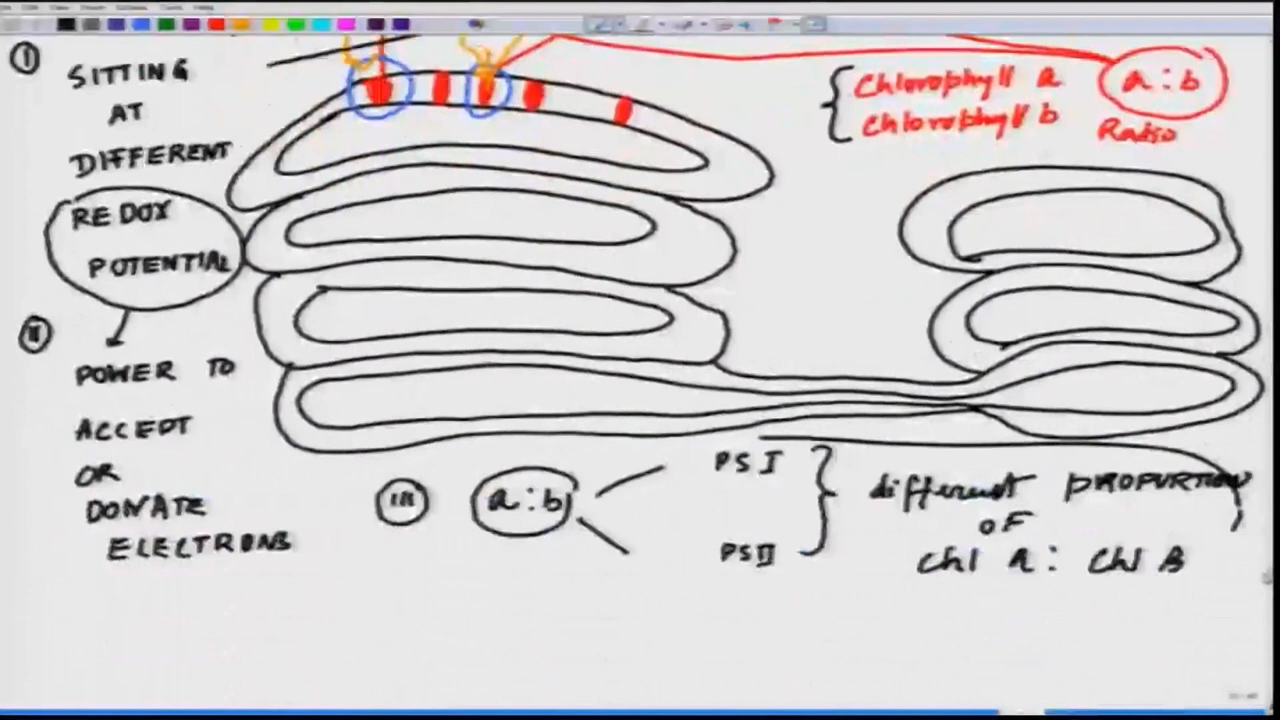 I
SITTING
AT
DIFFERENT
REDOX
POTENTIAL
II
POWER TO
ACCEPT
OR
DONATE
ELECTRONS
Chlorophyll a
Chlorophyll b
a : b
Ratio
III
a : b
PS I
PS II
different PROPORTION
OF
Chl a : Chl B